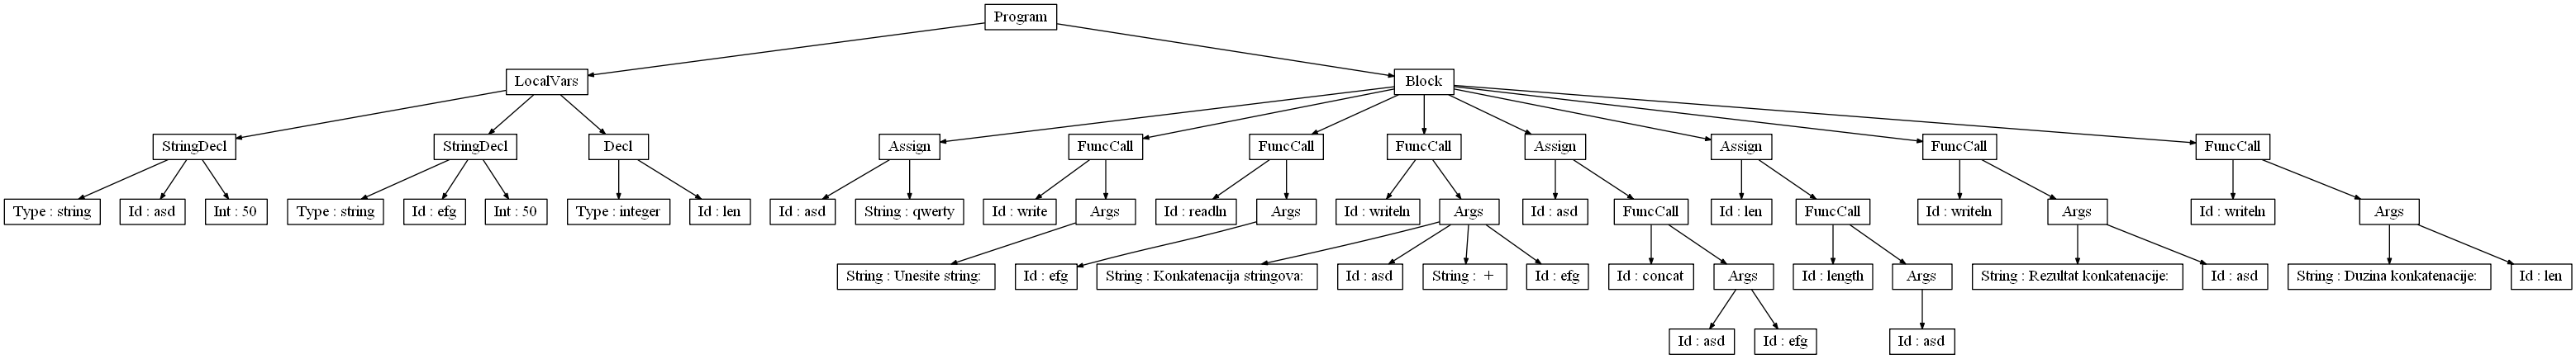 Program
LocalVars
Block
StringDecl
StringDecl
Decl
Assign
FuncCall
FuncCall
FuncCall
Assign
Assign
FuncCall
FuncCall
Type : string
Id : asd
Int : 50
Type : string
Id : efg
Int : 50
Type : integer
Id : len
Id : asd
String : qwerty
Id : write
Args
Id : readln
Args
Id : writeln
Args
Id : asd
FuncCall
Id : len
FuncCall
Id : writeln
Args
Id : writeln
Args
String : Unesite string:
Id : efg
String : Konkatenacija stringova:
Id : asd
String : +
Id : efg
Id : concat
Args
Id : length
Args
String : Rezultat konkatenacije:
Id : asd
String : Duzina konkatenacije:
Id : len
Id : asd
Id : efg
Id : asd